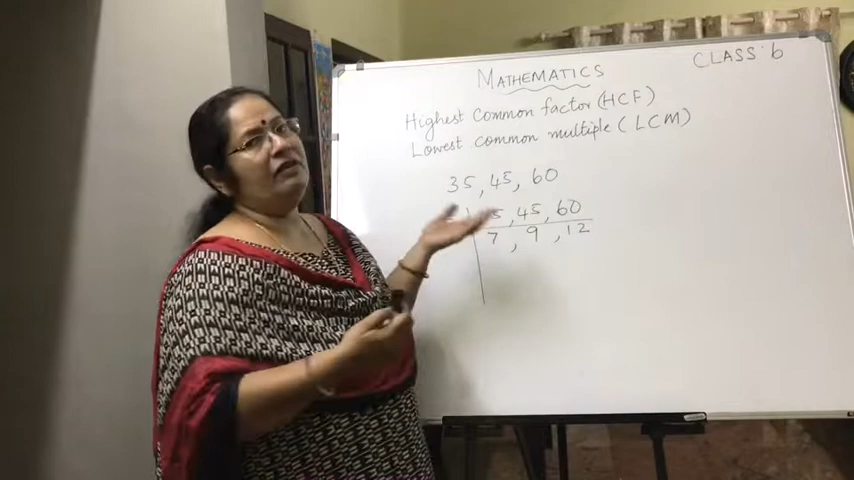 MATHEMATICS
CLASS: 6
Highest Common Factor (HCF)
Lowest Common multiple (LCM)
35, 45, 60
5, 45, 60
7, 9, 12